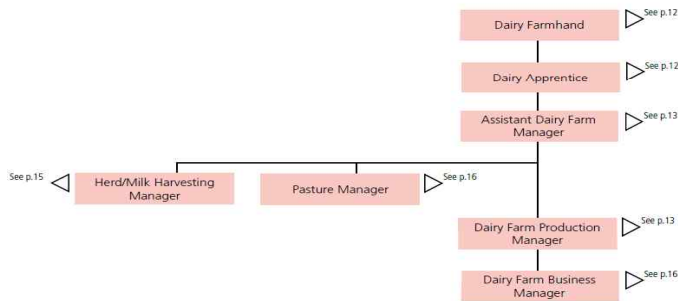 See p.12
Dairy Farmhand
See p.12
Dairy Apprentice
See p.13
Assistant Dairy Farm
Manager
See p.15
Herd/Milk Harvesting
Manager
Pasture Manager
See p.16
See p.13
Dairy Farm Production
Manager
See p.16
Dairy Farm Business
Manager